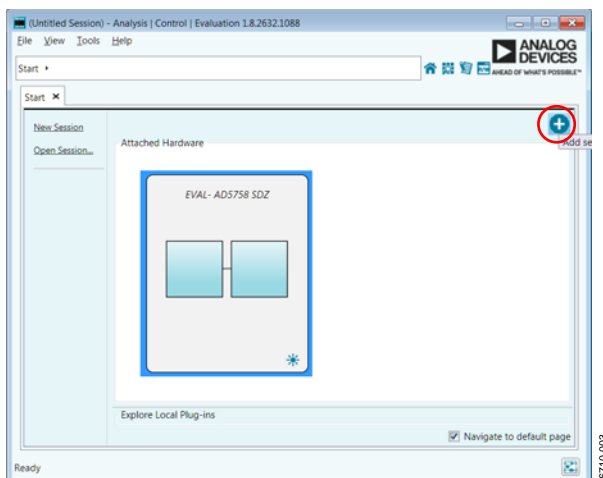 (Untitled Session) - Analysis | Control | Evaluation 1.8.2632.1088
File View Tools Help
ANALOG
DEVICES
AHEAD OF WHAT'S POSSIBLE™
Start
Start
New Session
Open Session...
Add se
Attached Hardware
EVAL- AD5758 SDZ
Explore Local Plug-ins
Navigate to default page
Ready